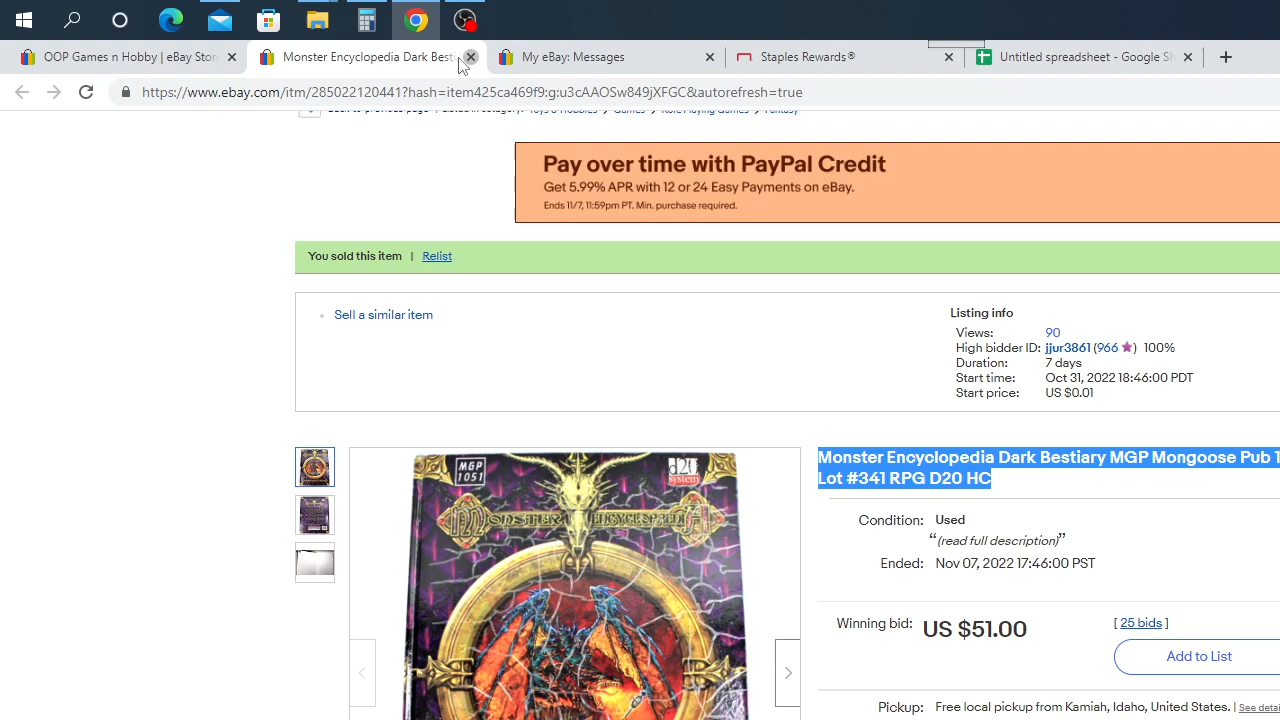 OOP Games n Hobby | eBay Stor
Monster Encyclopedia Dark Besti
My eBay: Messages
Staples Rewards®
Untitled spreadsheet - Google Sh
https://www.ebay.com/itm/285022120441?hash=item425ca469f9:g:u3cAAOSw849jXFGC&autorefresh=true
Pay over time with PayPal Credit
Get 5.99% APR with 12 or 24 Easy Payments on eBay.
Ends 11/7, 11:59pm PT. Min. purchase required.
You sold this item | Relist
Sell a similar item
Listing info
Views: 90
High bidder ID: jjur3861 (966 ) 100%
Duration: 7 days
Start time: Oct 31, 2022 18:46:00 PDT
Start price: US $0.01
MGP
1051
d20
system
MONSTER ENCYCLOPAEDIA
Monster Encyclopedia Dark Bestiary MGP Mongoose Pub 1
Lot #341 RPG D20 HC
Condition: Used
“(read full description)”
Ended: Nov 07, 2022 17:46:00 PST
Winning bid: US $51.00 [ 25 bids ]
Add to List
Pickup: Free local pickup from Kamiah, Idaho, United States. | See deta